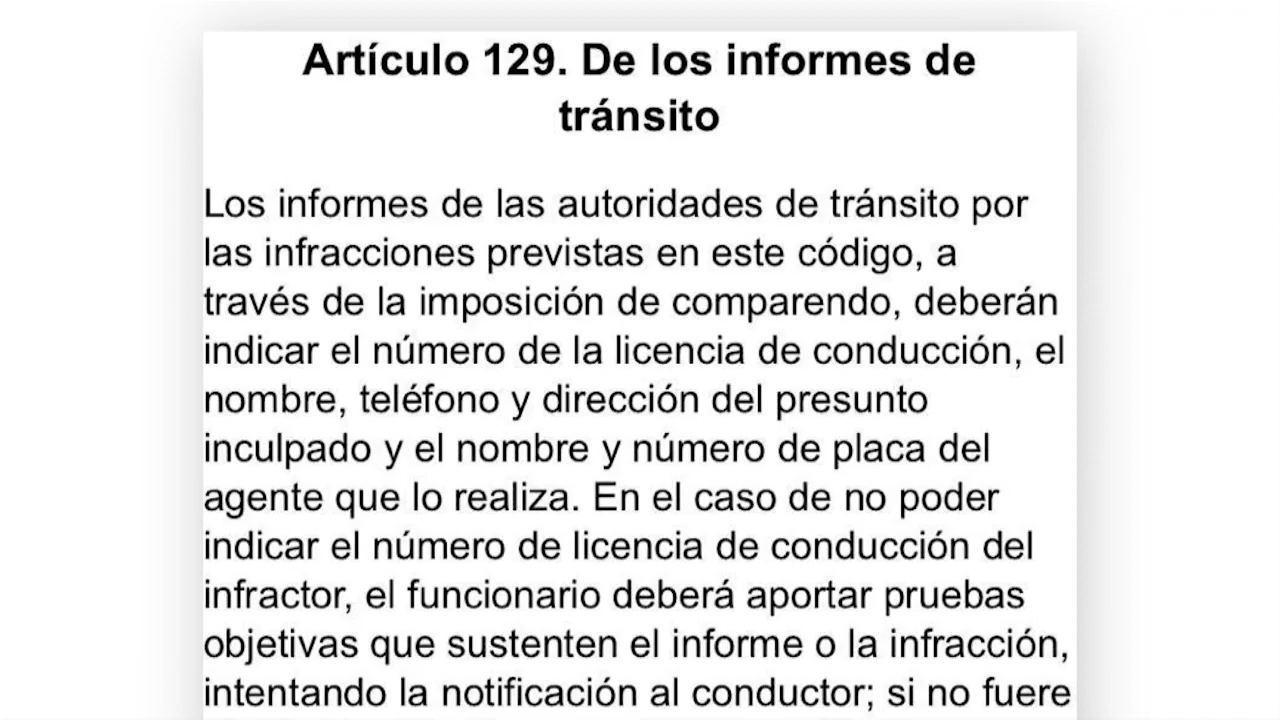 Artículo 129. De los informes de
tránsito
Los informes de las autoridades de tránsito por
las infracciones previstas en este código, a
través de la imposición de comparendo, deberán
indicar el número de la licencia de conducción, el
nombre, teléfono y dirección del presunto
inculpado y el nombre y número de placa del
agente que lo realiza. En el caso de no poder
indicar el número de licencia de conducción del
infractor, el funcionario deberá aportar pruebas
objetivas que sustenten el informe o la infracción,
intentando la notificación al conductor; si no fuere